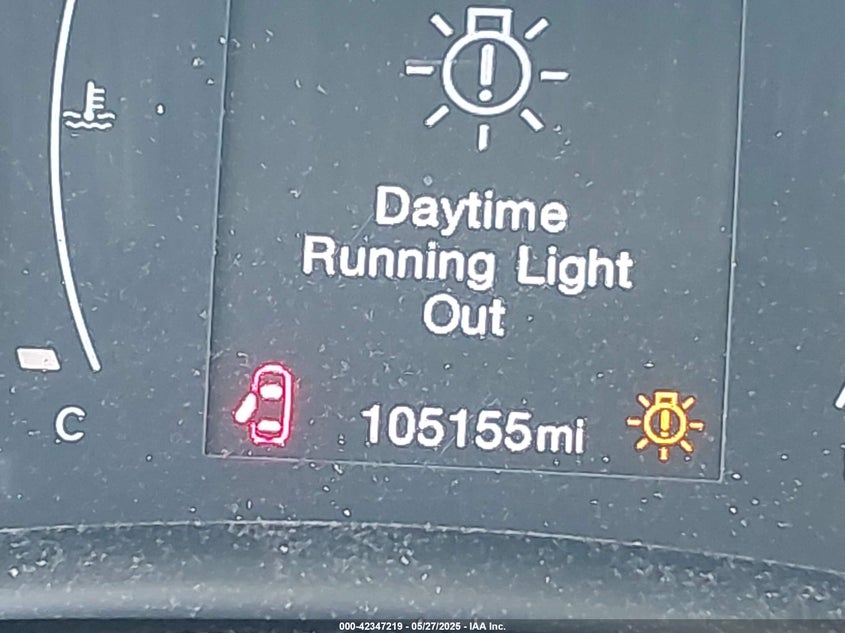 Daytime
Running Light
Out
C
105155mi
000-42347219 - 05/27/2025 - IAA Inc.